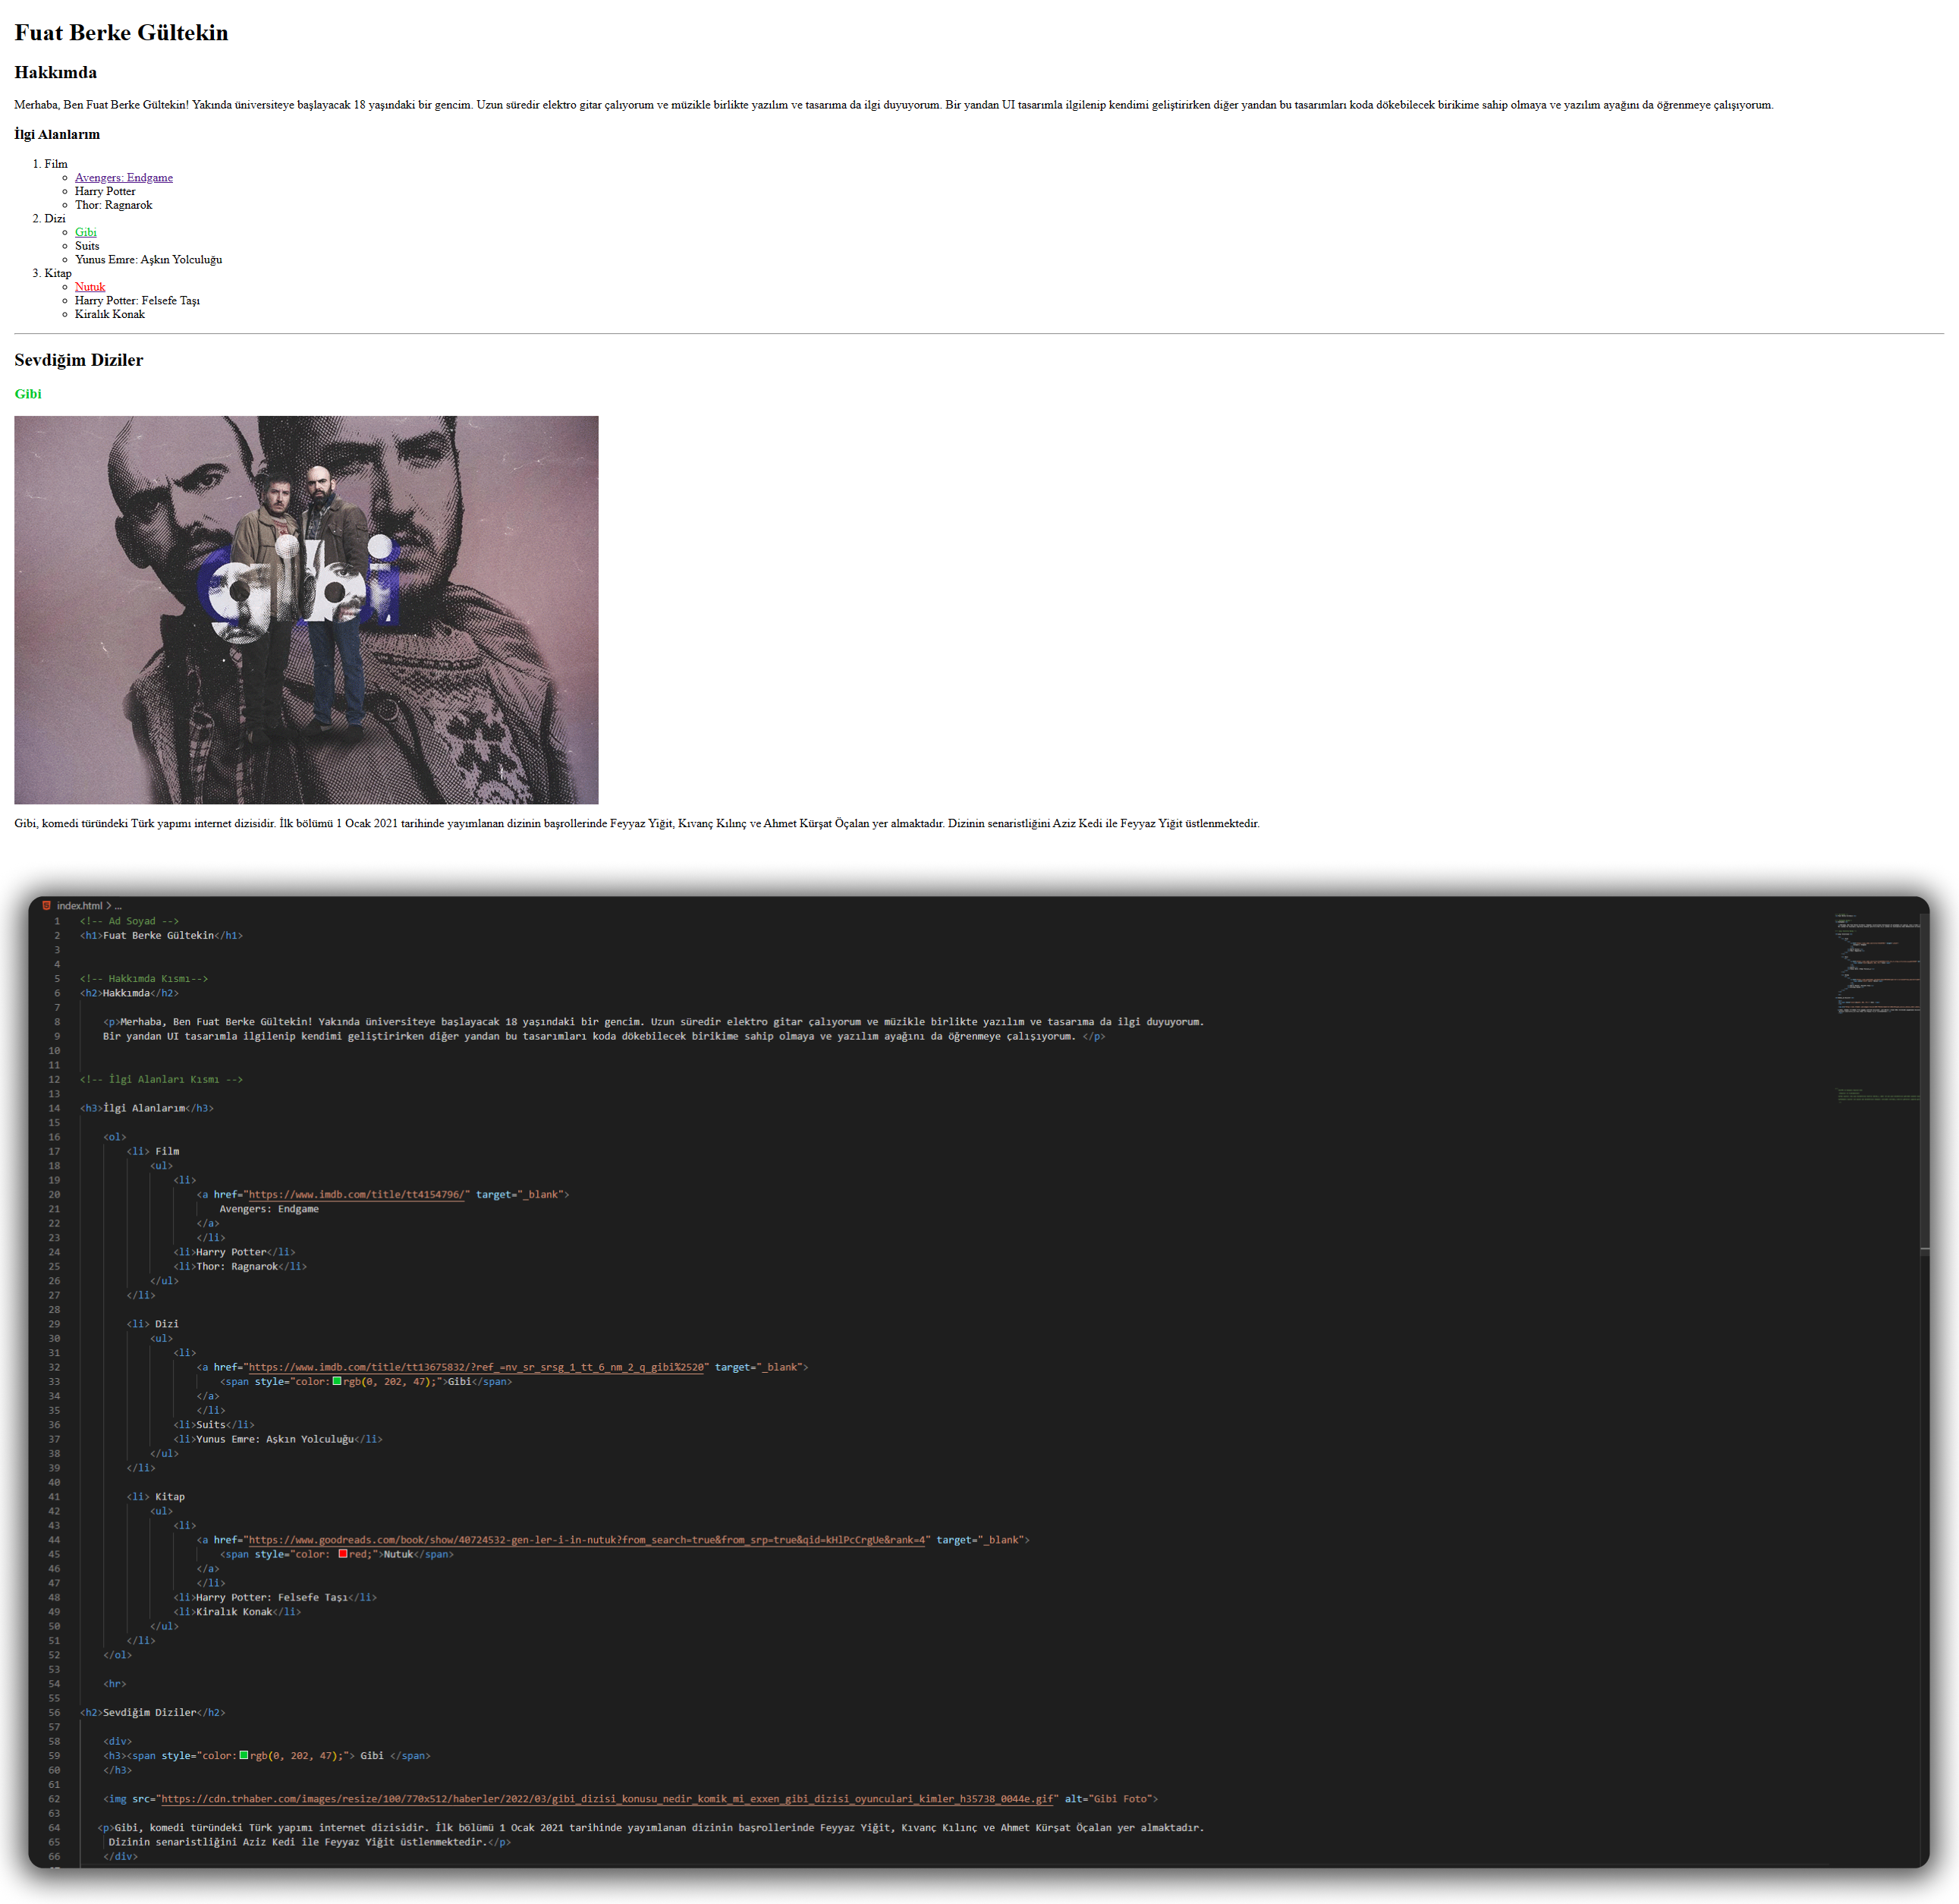 Fuat Berke Gültekin
Hakkımda
Merhaba, Ben Fuat Berke Gültekin! Yakında üniversiteye başlayacak 18 yaşındaki bir gencim. Uzun süredir elektro gitar çalıyorum ve müzikle birlikte yazılım ve tasarıma da ilgi duyuyorum. Bir yandan UI tasarımla ilgilenip kendimi geliştirirken diğer yandan bu tasarımları koda dökebilecek birikime sahip olmaya ve yazılım ayağını da öğrenmeye çalışıyorum.
İlgi Alanlarım
1. Film
Avengers: Endgame
Harry Potter
Thor: Ragnarok
2. Dizi
Gibi
Suits
Yunus Emre: Aşkın Yolculuğu
3. Kitap
Nutuk
Harry Potter: Felsefe Taşı
Kiralık Konak
Sevdiğim Diziler
Gibi
gibi
Gibi, komedi türündeki Türk yapımı internet dizisidir. İlk bölümü 1 Ocak 2021 tarihinde yayımlanan dizinin başrollerinde Feyyaz Yiğit, Kıvanç Kılınç ve Ahmet Kürşat Öçalan yer almaktadır. Dizinin senaristliğini Aziz Kedi ile Feyyaz Yiğit üstlenmektedir.
index.html > ...
1 <!-- Ad Soyad -->
2 <h1>Fuat Berke Gültekin</h1>
3
4
5 <!-- Hakkımda Kısmı-->
6 <h2>Hakkımda</h2>
7
8 <p>Merhaba, Ben Fuat Berke Gültekin! Yakında üniversiteye başlayacak 18 yaşındaki bir gencim. Uzun süredir elektro gitar çalıyorum ve müzikle birlikte yazılım ve tasarıma da ilgi duyuyorum.
9 Bir yandan UI tasarımla ilgilenip kendimi geliştirirken diğer yandan bu tasarımları koda dökebilecek birikime sahip olmaya ve yazılım ayağını da öğrenmeye çalışıyorum. </p>
10
11
12 <!-- İlgi Alanları Kısmı -->
13
14 <h3>İlgi Alanlarım</h3>
15
16 <ol>
17 <li> Film
18 <ul>
19 <li>
20 <a href="https://www.imdb.com/title/tt4154796/" target="_blank">
21 Avengers: Endgame
22 </a>
23 </li>
24 <li>Harry Potter</li>
25 <li>Thor: Ragnarok</li>
26 </ul>
27 </li>
28
29 <li> Dizi
30 <ul>
31 <li>
32 <a href="https://www.imdb.com/title/tt13675832/?ref_=nv_sr_srsg_1_tt_6_nm_2_q_gibi%2520" target="_blank">
33 <span style="color:rgb(0, 202, 47);">Gibi</span>
34 </a>
35 </li>
36 <li>Suits</li>
37 <li>Yunus Emre: Aşkın Yolculuğu</li>
38 </ul>
39 </li>
40
41 <li> Kitap
42 <ul>
43 <li>
44 <a href="https://www.goodreads.com/book/show/40724532-gen-ler-i-in-nutuk?from_search=true&from_srp=true&qid=kHlPcCrgUe&rank=4" target="_blank">
45 <span style="color: red;">Nutuk</span>
46 </a>
47 </li>
48 <li>Harry Potter: Felsefe Taşı</li>
49 <li>Kiralık Konak</li>
50 </ul>
51 </li>
52 </ol>
53
54 <hr>
55
56 <h2>Sevdiğim Diziler</h2>
57
58 <div>
59 <h3><span style="color:rgb(0, 202, 47);"> Gibi </span>
60 </h3>
61
62 <img src="https://cdn.trhaber.com/images/resize/100/770x512/haberler/2022/03/gibi_dizisi_konusu_nedir_komik_mi_exxen_gibi_dizisi_oyunculari_kimler_h35738_0044e.gif" alt="Gibi Foto">
63
64 <p>Gibi, komedi türündeki Türk yapımı internet dizisidir. İlk bölümü 1 Ocak 2021 tarihinde yayımlanan dizinin başrollerinde Feyyaz Yiğit, Kıvanç Kılınç ve Ahmet Kürşat Öçalan yer almaktadır.
65 Dizinin senaristliğini Aziz Kedi ile Feyyaz Yiğit üstlenmektedir.</p>
66 </div>